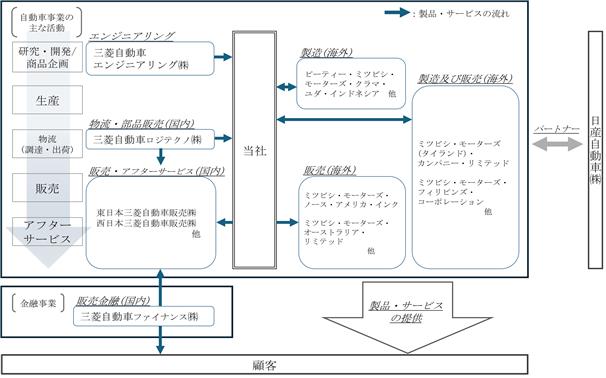 自動車事業の
主な活動
：製品・サービスの流れ
研究・開発/
商品企画
生産
物流
(調達・出荷)
販売
アフター
サービス
エンジニアリング
三菱自動車
エンジニアリング㈱
物流・部品販売(国内)
三菱自動車ロジテクノ㈱
販売・アフターサービス(国内)
東日本三菱自動車販売㈱
西日本三菱自動車販売㈱
他
当社
製造(海外)
ピーティー・ミツビシ・
モーターズ・クラマ・
ユダ・インドネシア　他
販売(海外)
ミツビシ・モーターズ・
ノース・アメリカ・インク
ミツビシ・モーターズ・
オーストラリア・
リミテッド
他
製造及び販売(海外)
ミツビシ・モーターズ
(タイランド)・
カンパニー・リミテッド
ミツビシ・モーターズ・
フィリピンズ・
コーポレーション
他
パートナー
日産自動車㈱
金融事業
販売金融(国内)
三菱自動車ファイナンス㈱
製品・サービス
の提供
顧客